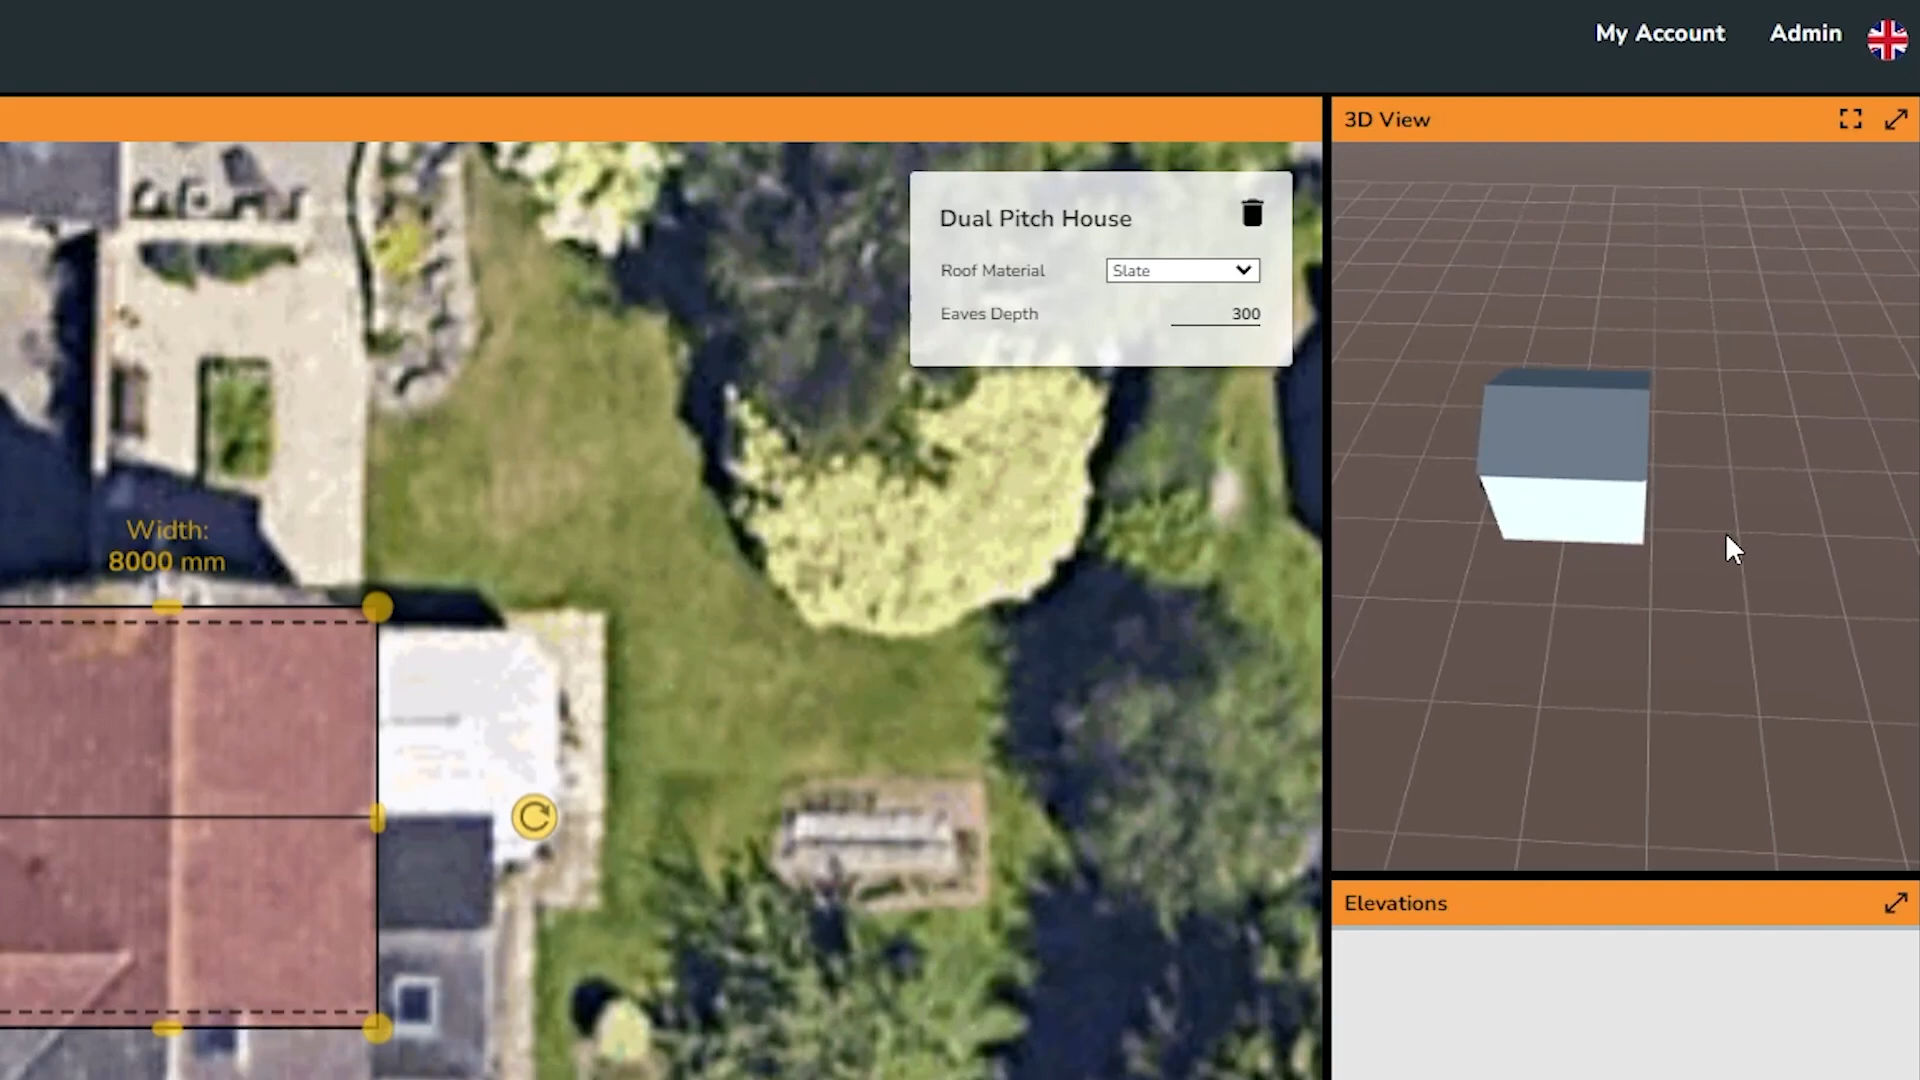 My Account
Admin
3D View
Dual Pitch House
Roof Material
Slate
Eaves Depth
300
Width:
8000 mm
Elevations